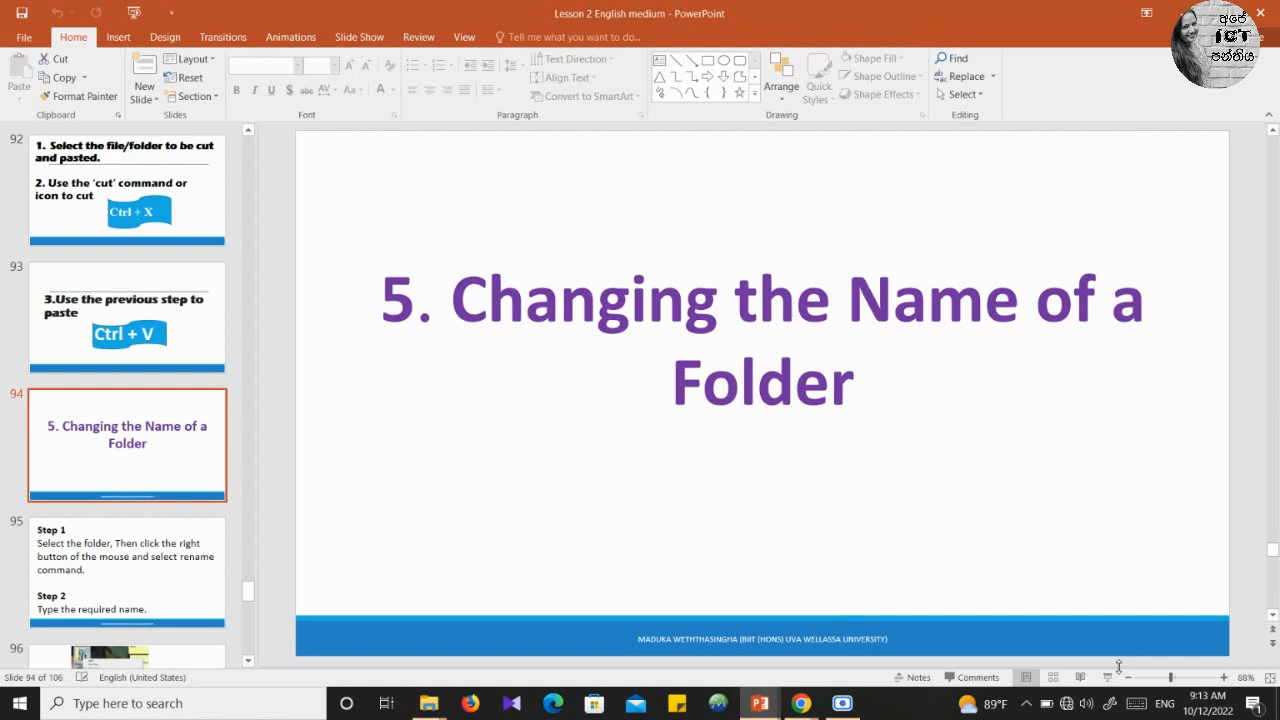 Lesson 2 English medium - PowerPoint
File Home Insert Design Transitions Animations Slide Show Review View Tell me what you want to do...
Paste
Cut
Copy
Format Painter
Clipboard
New Slide
Layout
Reset
Section
Slides
B I U S abc AV Aa A
Font
Text Direction
Align Text
Convert to SmartArt
Paragraph
Arrange
Quick Styles
Shape Fill
Shape Outline
Shape Effects
Drawing
Find
Replace
Select
Editing
ICT
92
1. Select the file/folder to be cut
and pasted.
2. Use the ‘cut’ command or
icon to cut
Ctrl + X
93
3.Use the previous step to
paste
Ctrl + V
94
5. Changing the Name of a
Folder
95
Step 1
Select the folder, Then click the right
button of the mouse and select rename
command.
Step 2
Type the required name.
96
5. Changing the Name of a
Folder
MADUKA WETHTHASINGHA (BIIT (HONS) UVA WELLASSA UNIVERSITY)
Slide 94 of 106 English (United States) Notes Comments 88%
Type here to search
89°F
ENG
9:13 AM
10/12/2022